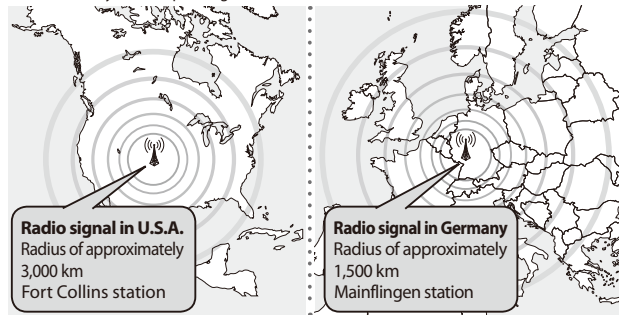 Radio signal in U.S.A.
Radius of approximately
3,000 km
Fort Collins station
Radio signal in Germany
Radius of approximately
1,500 km
Mainflingen station